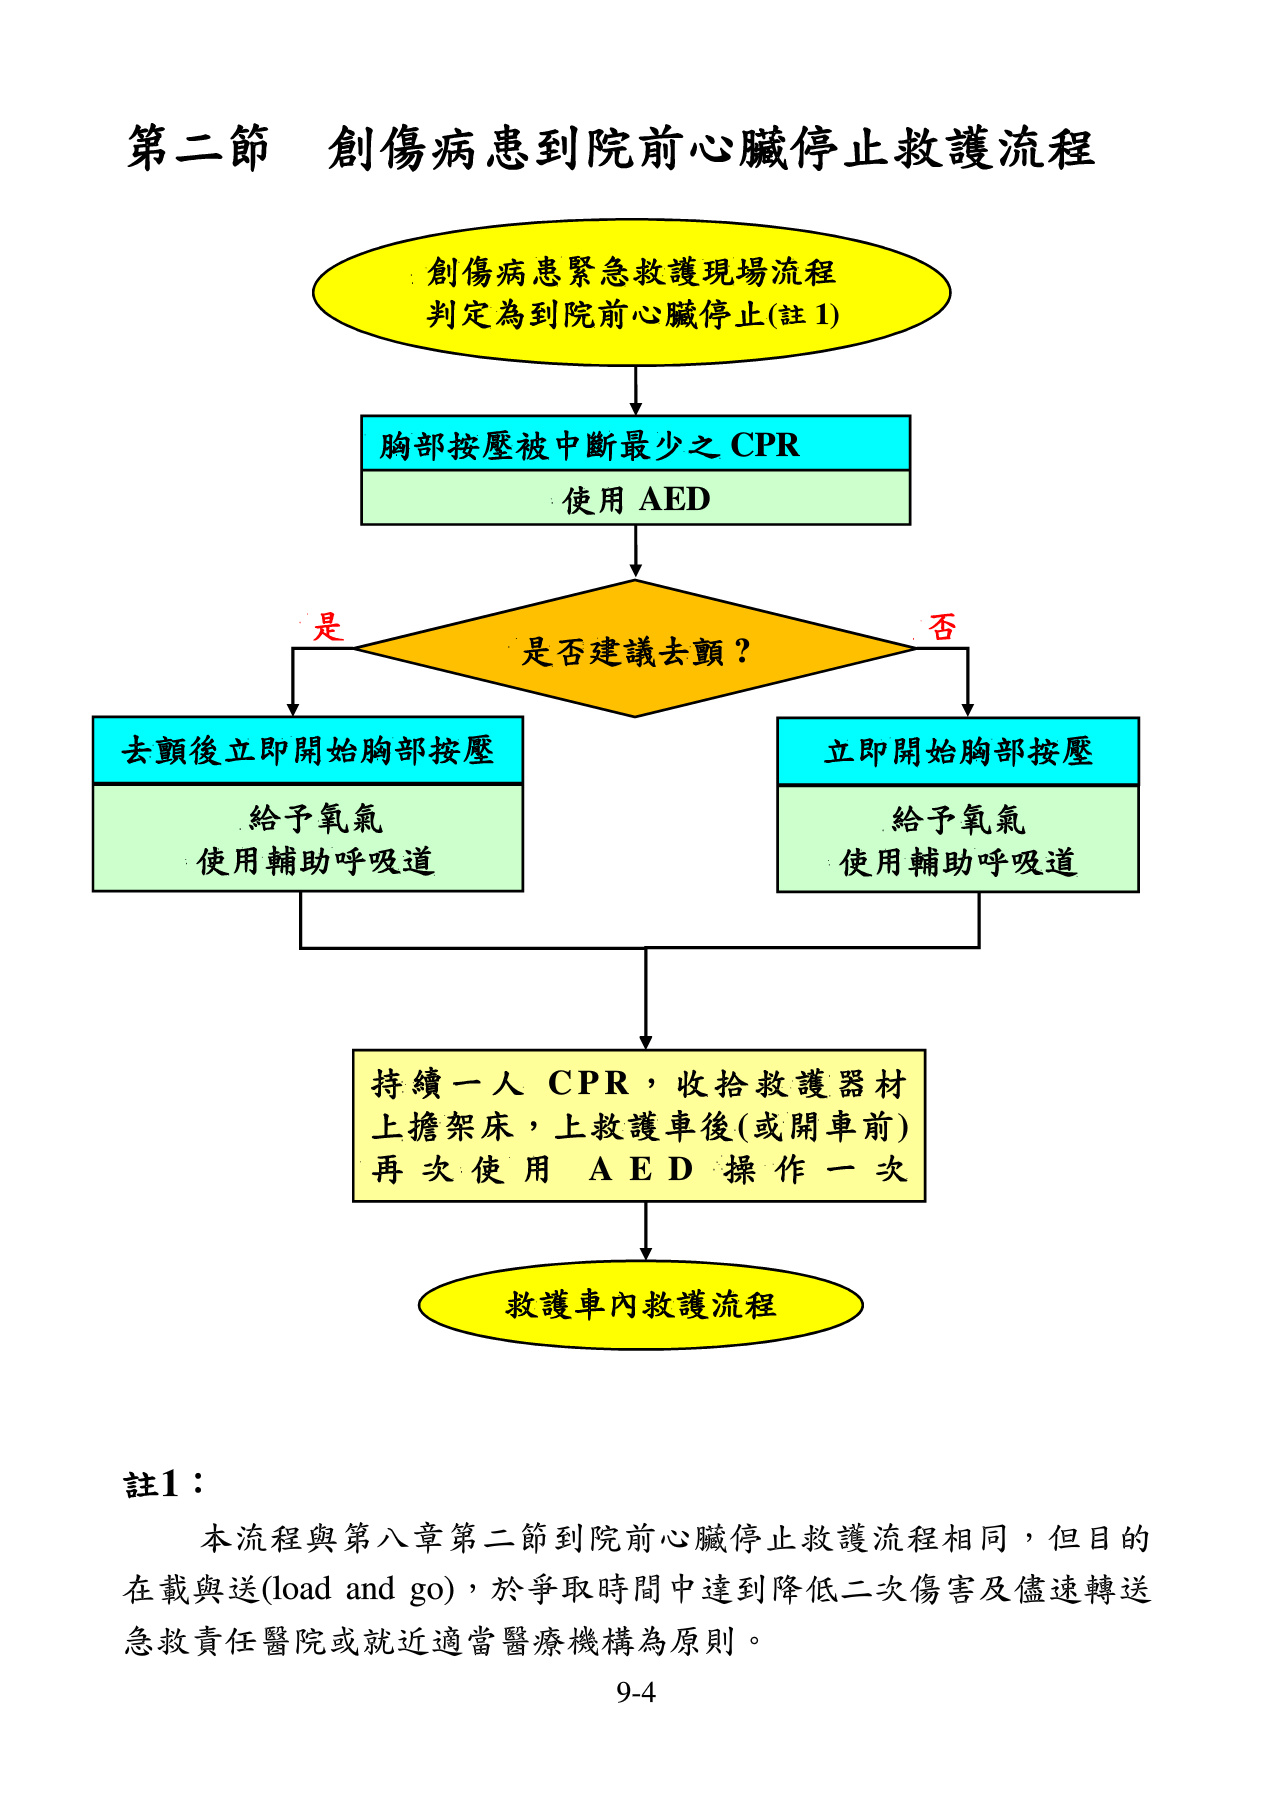 第二節　創傷病患到院前心臟停止救護流程
創傷病患緊急救護現場流程
判定為到院前心臟停止(註 1)
胸部按壓被中斷最少之 CPR
使用 AED
是否建議去顫？
是
否
去顫後立即開始胸部按壓
給予氧氣
使用輔助呼吸道
立即開始胸部按壓
給予氧氣
使用輔助呼吸道
持續一人 CPR，收拾救護器材
上擔架床，上救護車後(或開車前)
再次使用 AED 操作一次
救護車內救護流程
註1：
本流程與第八章第二節到院前心臟停止救護流程相同，但目的
在載與送(load and go)，於爭取時間中達到降低二次傷害及儘速轉送
急救責任醫院或就近適當醫療機構為原則。
9-4